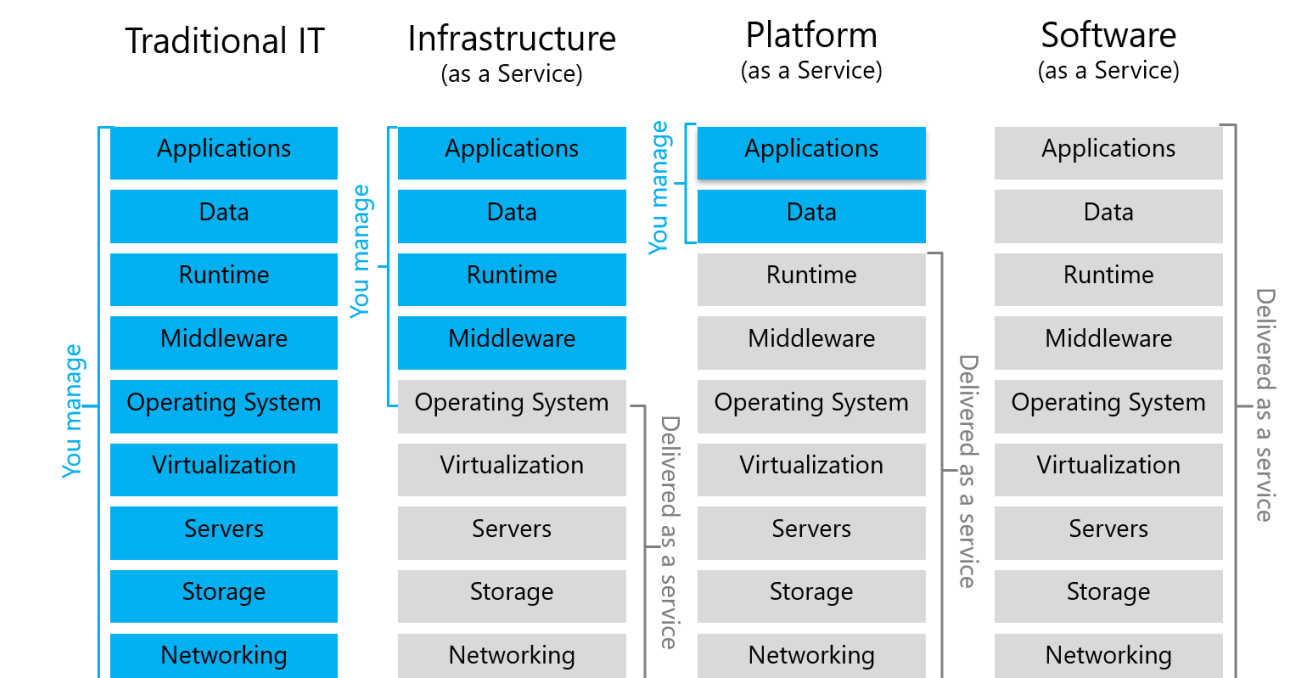 Traditional IT
Infrastructure
(as a Service)
Platform
(as a Service)
Software
(as a Service)
You manage
Applications
Data
Runtime
Middleware
Operating System
Virtualization
Servers
Storage
Networking
You manage
Applications
Data
Runtime
Middleware
Operating System
Virtualization
Servers
Storage
Networking
Delivered as a service
You manage
Applications
Data
Runtime
Middleware
Operating System
Virtualization
Servers
Storage
Networking
Delivered as a service
Applications
Data
Runtime
Middleware
Operating System
Virtualization
Servers
Storage
Networking
Delivered as a service